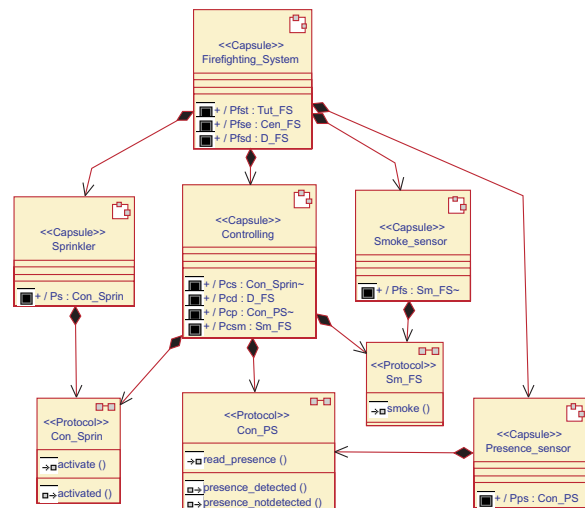 <<Capsule>>
Firefighting_System
+ / Pfst : Tut_FS
+ / Pfse : Cen_FS
+ / Pfsd : D_FS
<<Capsule>>
Sprinkler
+ / Ps : Con_Sprin
<<Capsule>>
Controlling
+ / Pcs : Con_Sprin~
+ / Pcd : D_FS
+ / Pcp : Con_PS~
+ / Pcsm : Sm_FS
<<Capsule>>
Smoke_sensor
+ / Pfs : Sm_FS~
<<Protocol>>
Sm_FS
smoke ()
<<Protocol>>
Con_Sprin
activate ()
activated ()
<<Protocol>>
Con_PS
read_presence ()
presence_detected ()
presence_notdetected ()
<<Capsule>>
Presence_sensor
+ / Pps : Con_PS